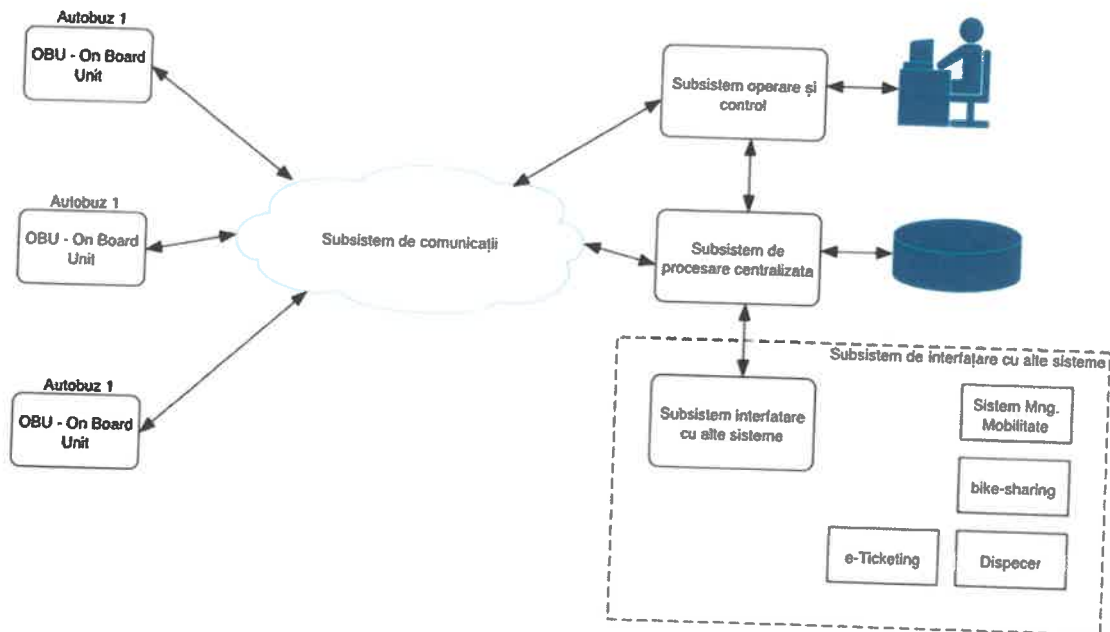 Autobuz 1
OBU - On Board
Unit
Autobuz 1
OBU - On Board
Unit
Autobuz 1
OBU - On Board
Unit
Subsistem de comunicații
Subsistem operare și
control
Subsistem de
procesare centralizata
Subsistem de interfațare cu alte sisteme
Subsistem interfatare
cu alte sisteme
Sistem Mng.
Mobilitate
bike-sharing
e-Ticketing
Dispecer